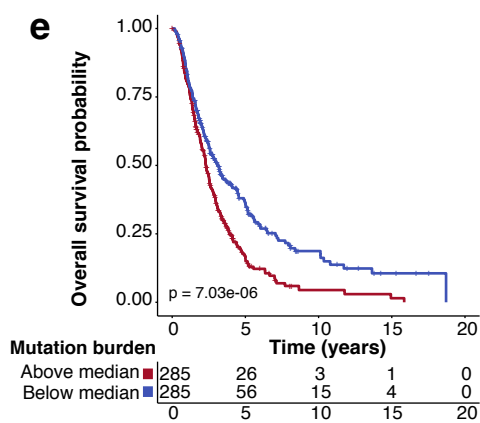 e
Overall survival probability
1.00
0.75
0.50
0.25
0.00
p = 7.03e-06
0 5 10 15 20
Time (years)
Mutation burden
Above median 285 26 3 1 0
Below median 285 56 15 4 0
0 5 10 15 20